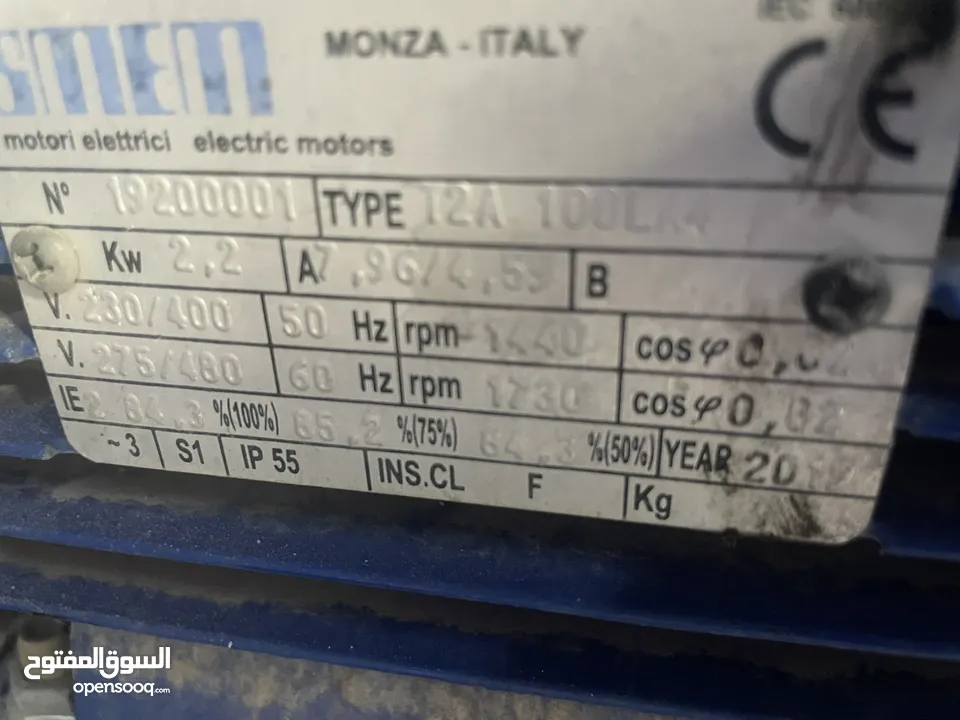 smem MONZA - ITALY
motori elettrici electric motors
N° 19200001 TYPE T2A
Kw 2,2 A 7,96/4,59 B
V. 230/400 50 Hz rpm 1440 cosφ 0,
V. 275/480 60 Hz rpm 1730 cosφ 0,82
IE2 84,3 %(100%) 85,2 %(75%) 84,3 %(50%) YEAR
~ 3 S1 IP 55 INS.CL F Kg
السوق المفتوح
opensooq.com